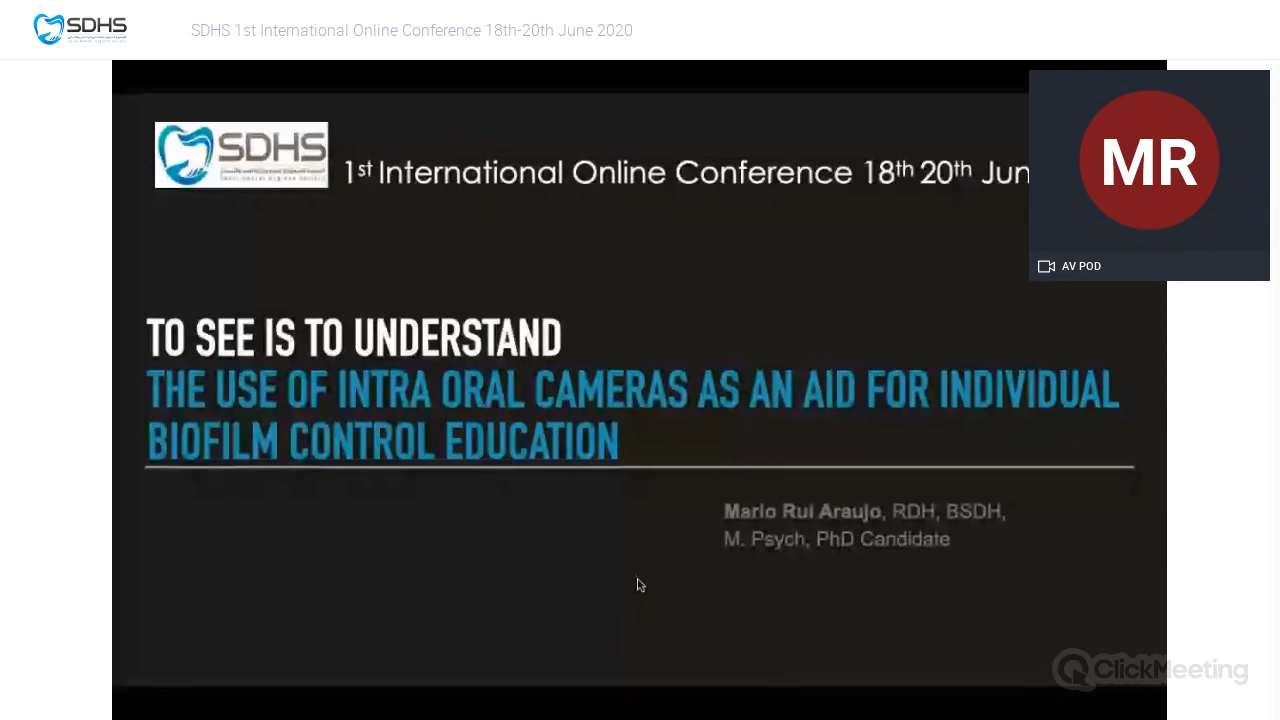 SDHS
SDHS 1st International Online Conference 18th-20th June 2020
SDHS
1st International Online Conference 18th 20th Jun
MR
AV POD
TO SEE IS TO UNDERSTAND
THE USE OF INTRA ORAL CAMERAS AS AN AID FOR INDIVIDUAL
BIOFILM CONTROL EDUCATION
Mario Rui Araujo, RDH, BSDH,
M. Psych, PhD Candidate
ClickMeeting